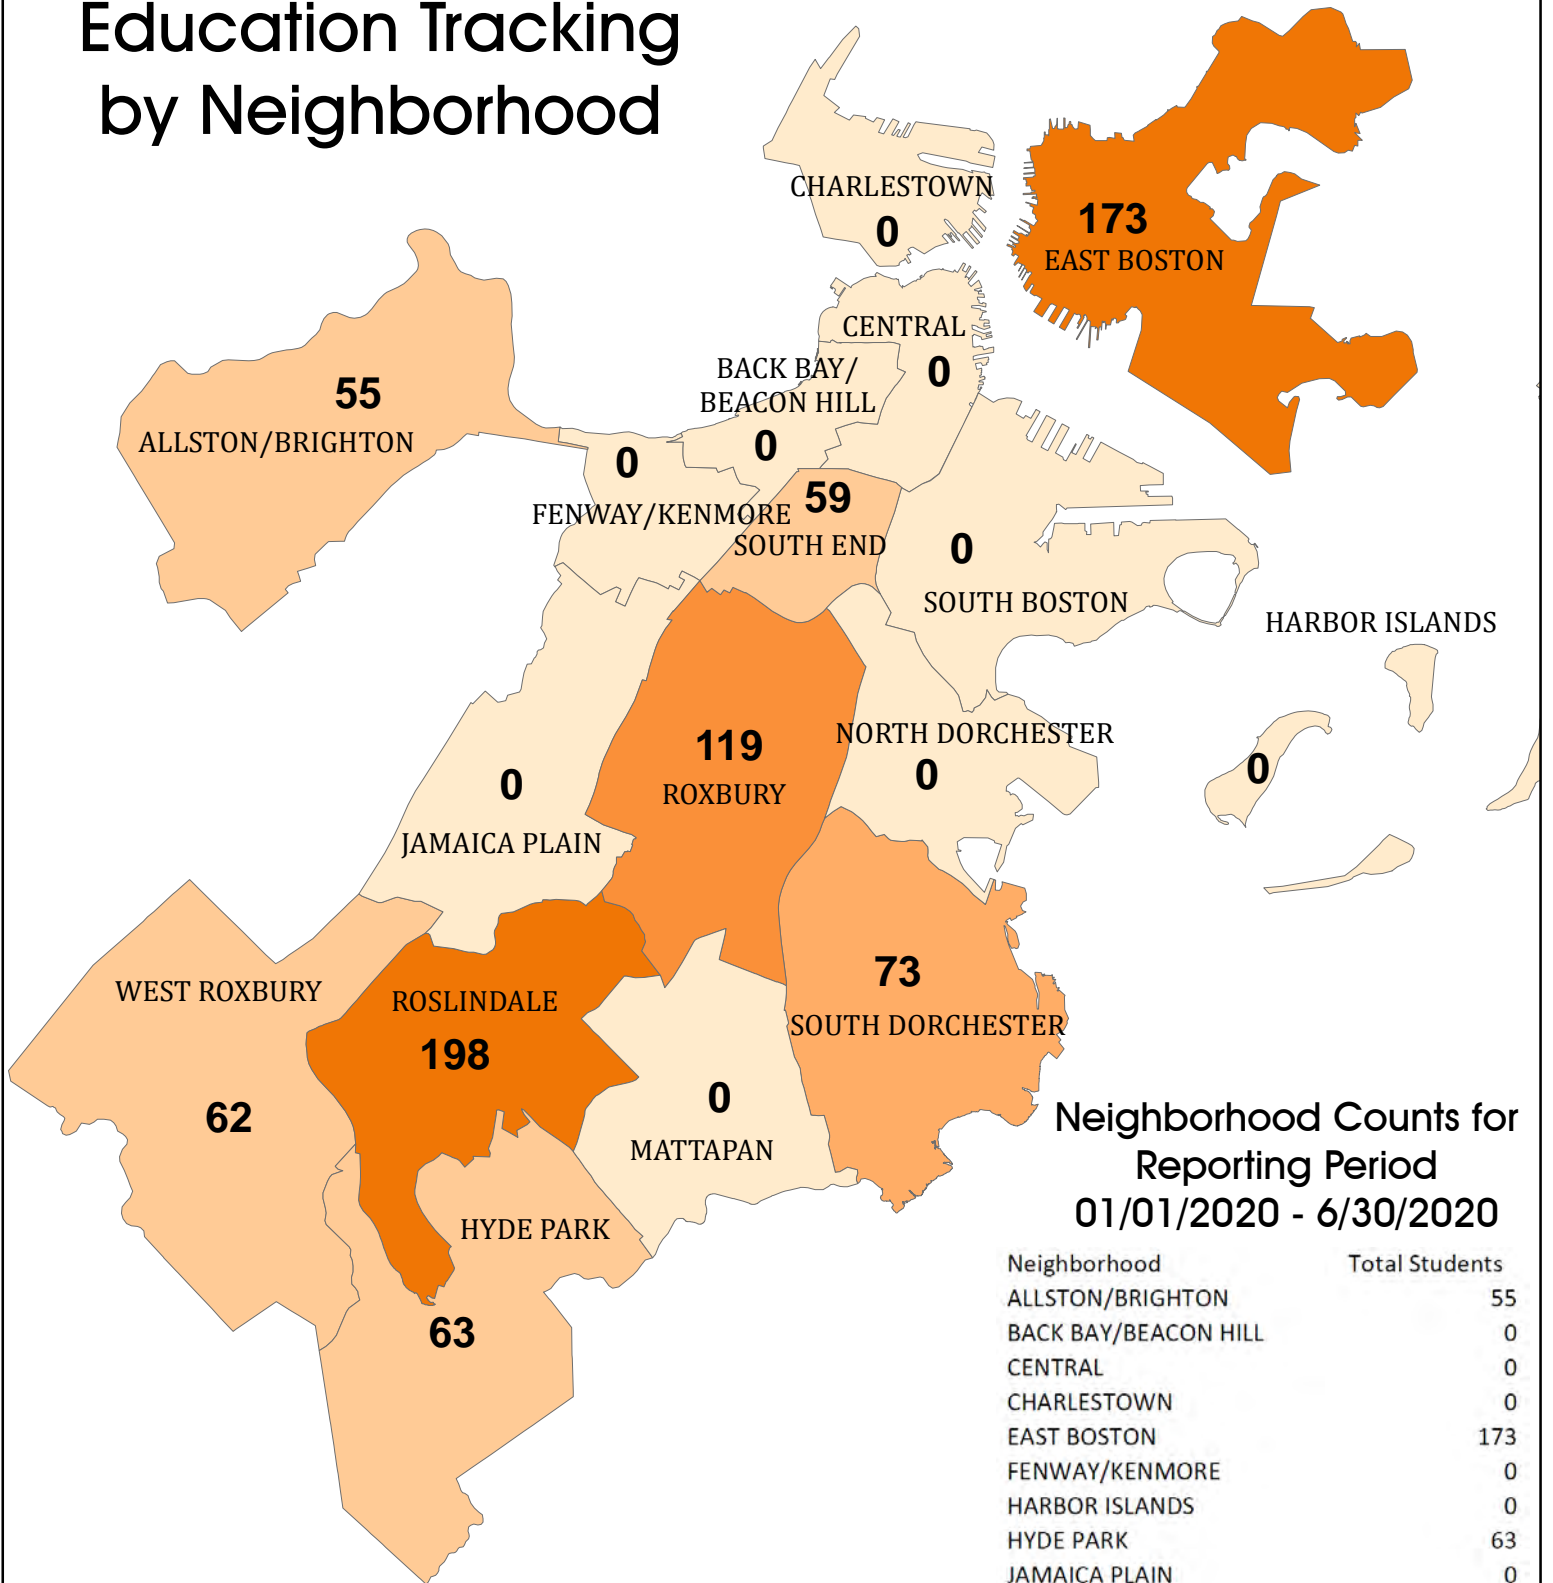 Education Tracking
by Neighborhood
CHARLESTOWN
0
173
EAST BOSTON
CENTRAL
0
BACK BAY/
BEACON HILL
0
55
ALLSTON/BRIGHTON
0
FENWAY/KENMORE
59
SOUTH END
0
SOUTH BOSTON
HARBOR ISLANDS
0
119
ROXBURY
NORTH DORCHESTER
0
0
JAMAICA PLAIN
WEST ROXBURY
62
ROSLINDALE
198
73
SOUTH DORCHESTER
0
MATTAPAN
HYDE PARK
63
Neighborhood Counts for
Reporting Period
01/01/2020 - 6/30/2020
Neighborhood Total Students
ALLSTON/BRIGHTON 55
BACK BAY/BEACON HILL 0
CENTRAL 0
CHARLESTOWN 0
EAST BOSTON 173
FENWAY/KENMORE 0
HARBOR ISLANDS 0
HYDE PARK 63
JAMAICA PLAIN 0